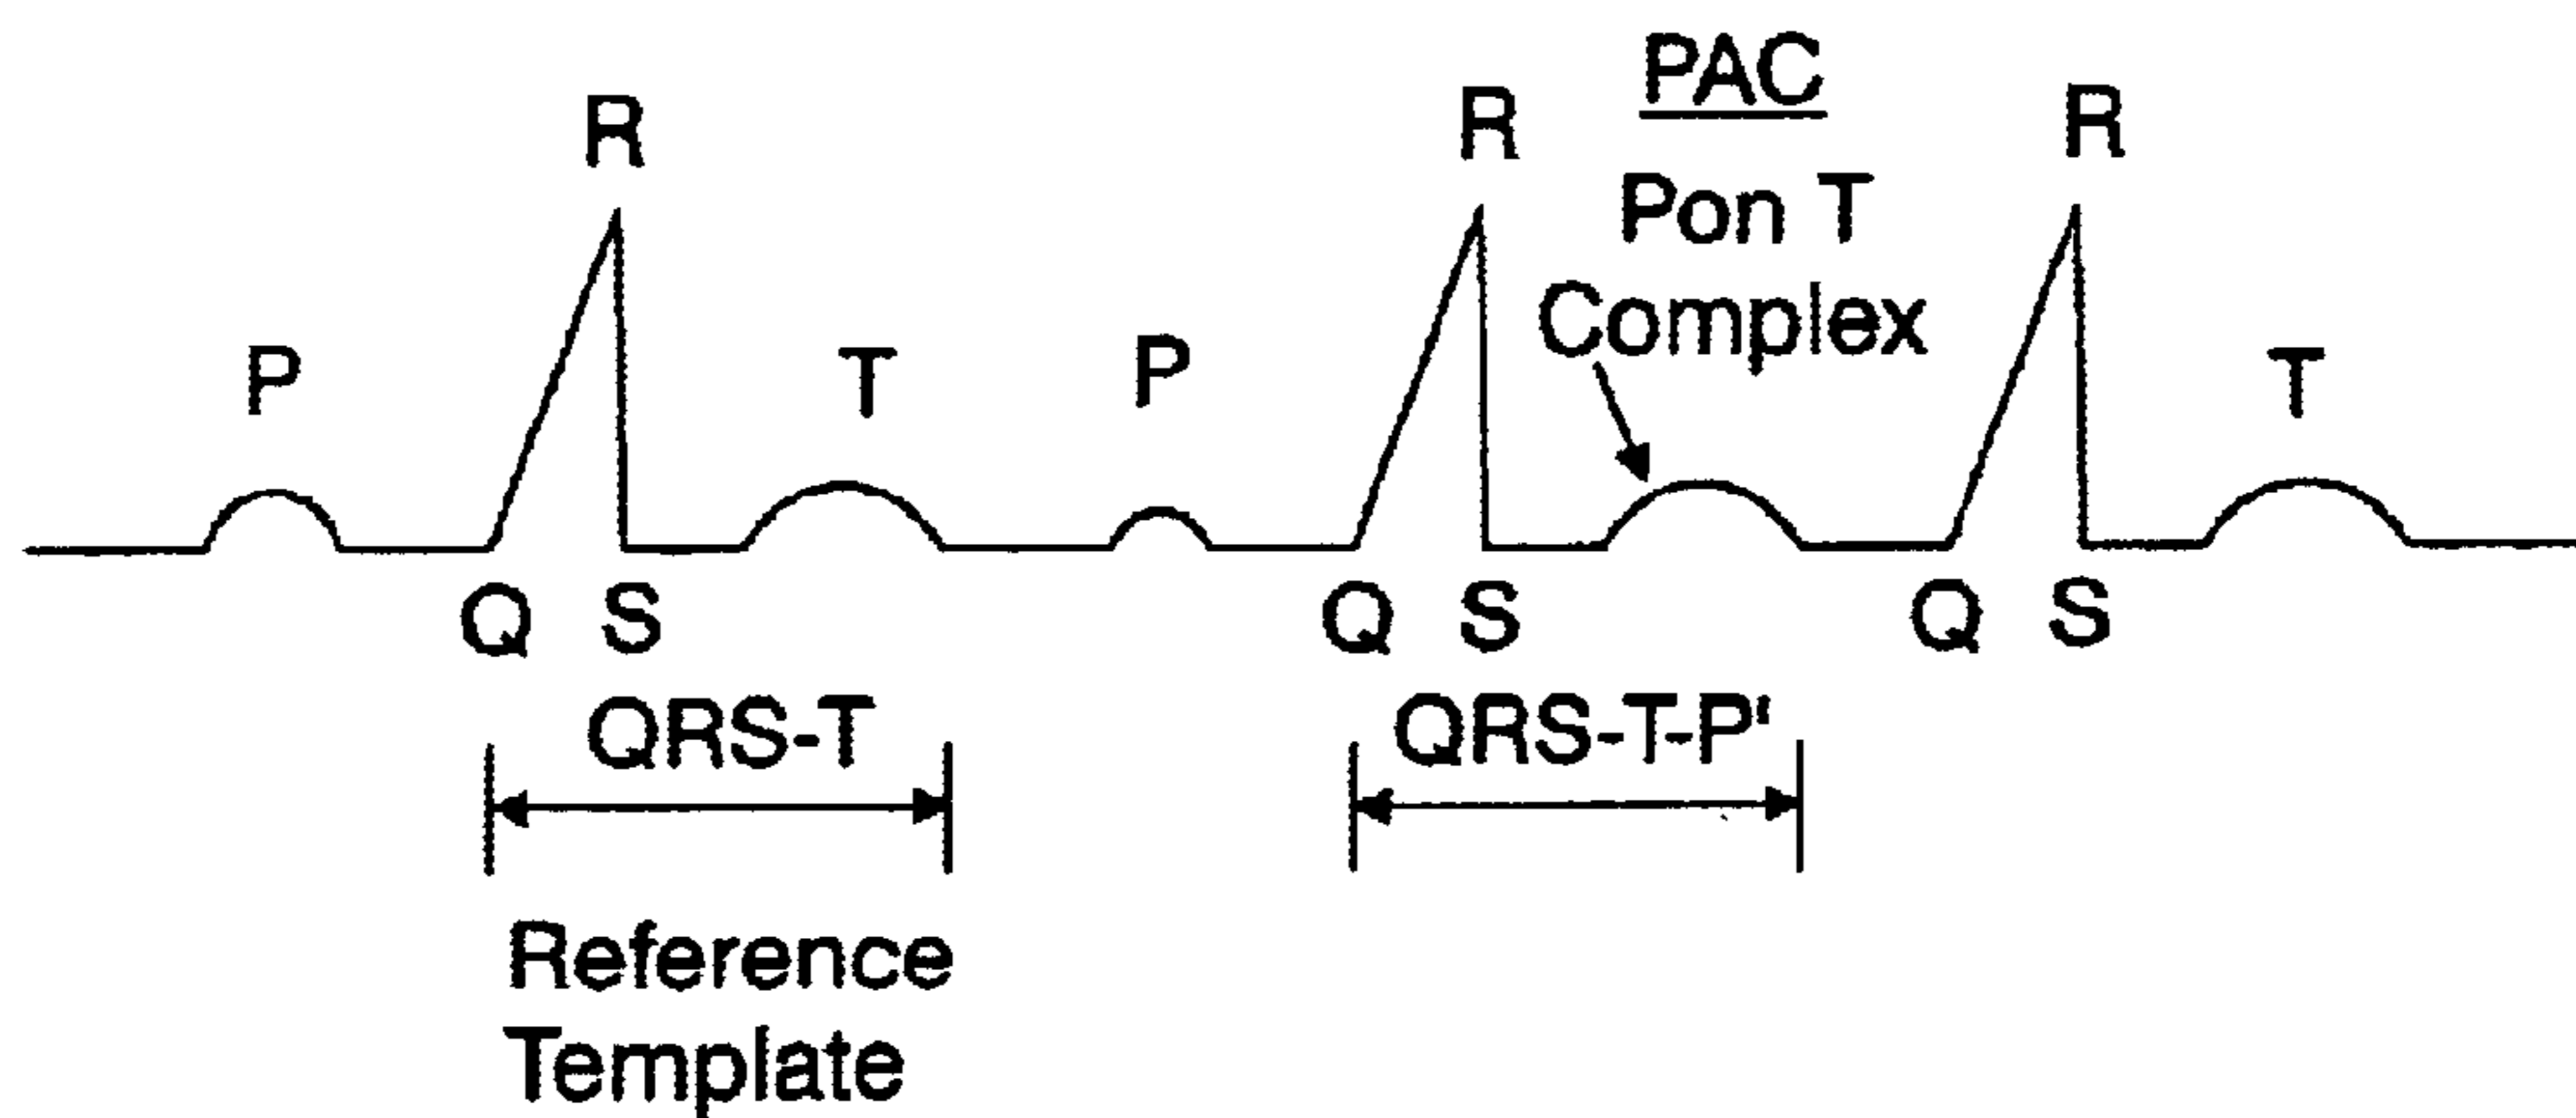 PAC
R
R
R
Pon T
Complex
P
T
P
T
Q S
Q S
Q S
QRS-T
QRS-T-P'
Reference
Template